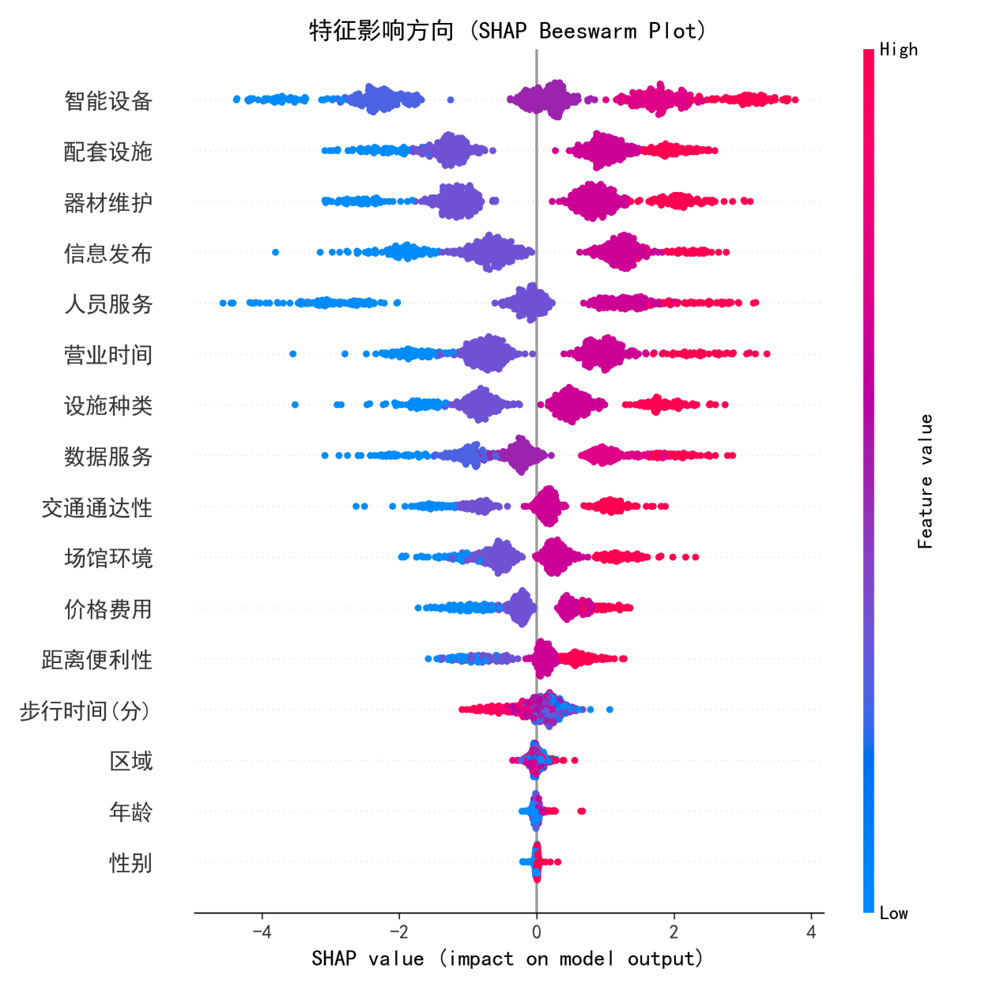 特征影响方向 (SHAP Beeswarm Plot)
High
智能设备
配套设施
器材维护
信息发布
人员服务
营业时间
设施种类
数据服务
交通通达性
场馆环境
价格费用
距离便利性
步行时间(分)
区域
年龄
性别
Feature value
Low
−4 −2 0 2 4
SHAP value (impact on model output)